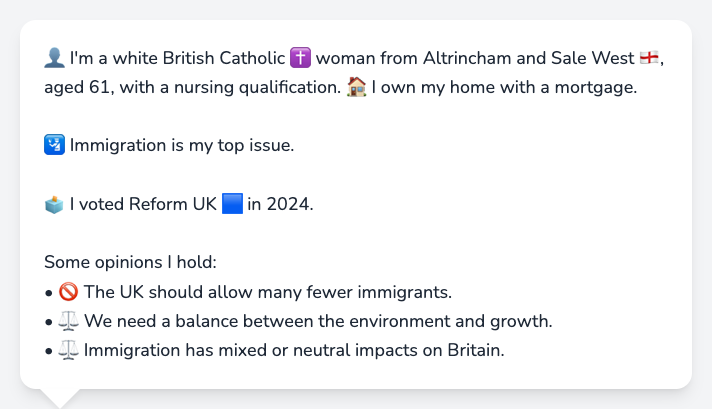 👤 I'm a white British Catholic ✝️ woman from Altrincham and Sale West 🏴󠁧󠁢󠁥󠁮󠁧󠁿,
aged 61, with a nursing qualification. 🏠 I own my home with a mortgage.
🛂 Immigration is my top issue.
🗳️ I voted Reform UK 🟦 in 2024.
Some opinions I hold:
• 🚫 The UK should allow many fewer immigrants.
• ⚖️ We need a balance between the environment and growth.
• ⚖️ Immigration has mixed or neutral impacts on Britain.